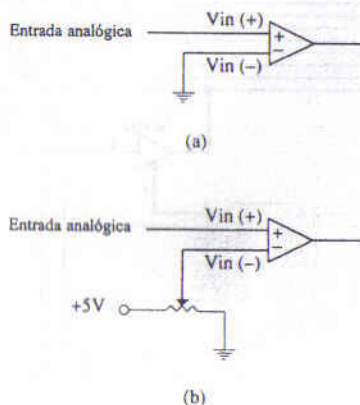 Vin (+)
Entrada analógica
+
−
Vin (−)
(a)
Vin (+)
Entrada analógica
+
−
Vin (−)
+5V
(b)